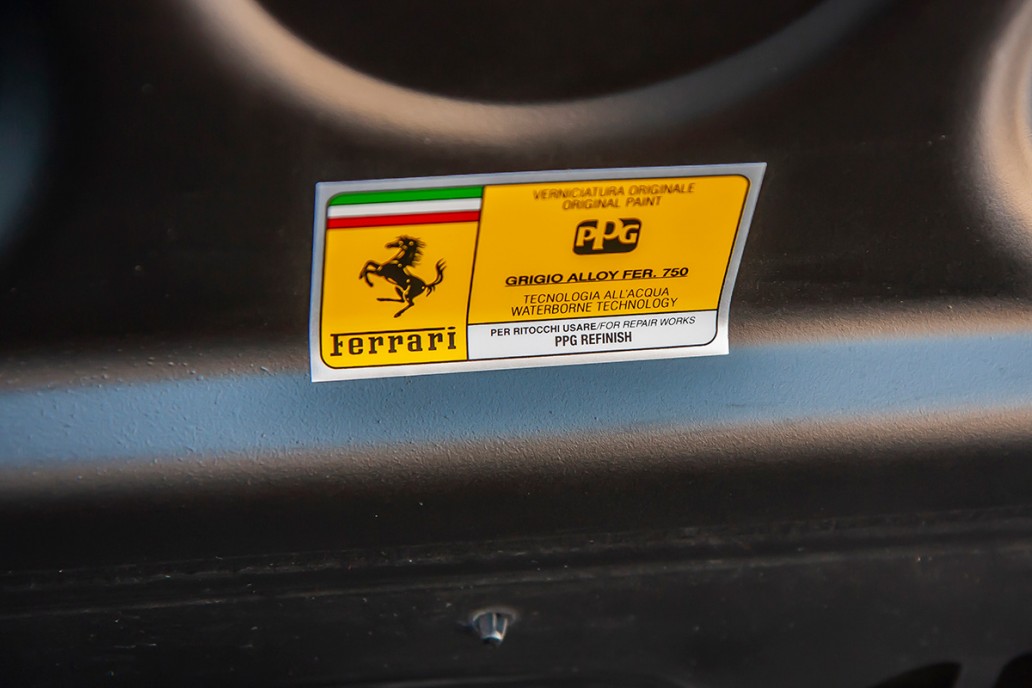 Ferrari
VERNICIATURA ORIGINALE
ORIGINAL PAINT
PPG
GRIGIO ALLOY FER. 750
TECNOLOGIA ALL'ACQUA
WATERBORNE TECHNOLOGY
PER RITOCCHI USARE/FOR REPAIR WORKS
PPG REFINISH